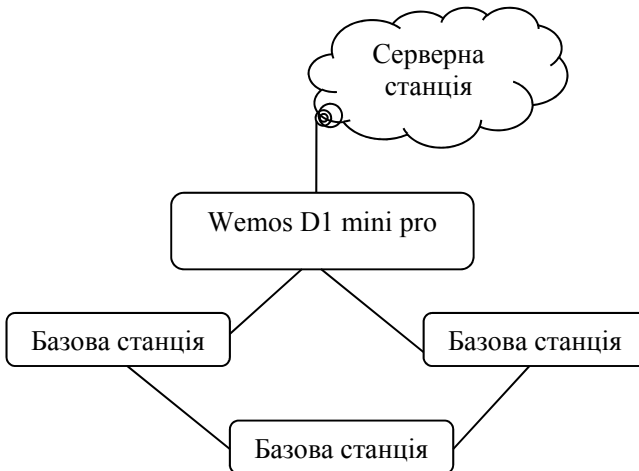 Серверна
станція
Wemos D1 mini pro
Базова станція
Базова станція
Базова станція